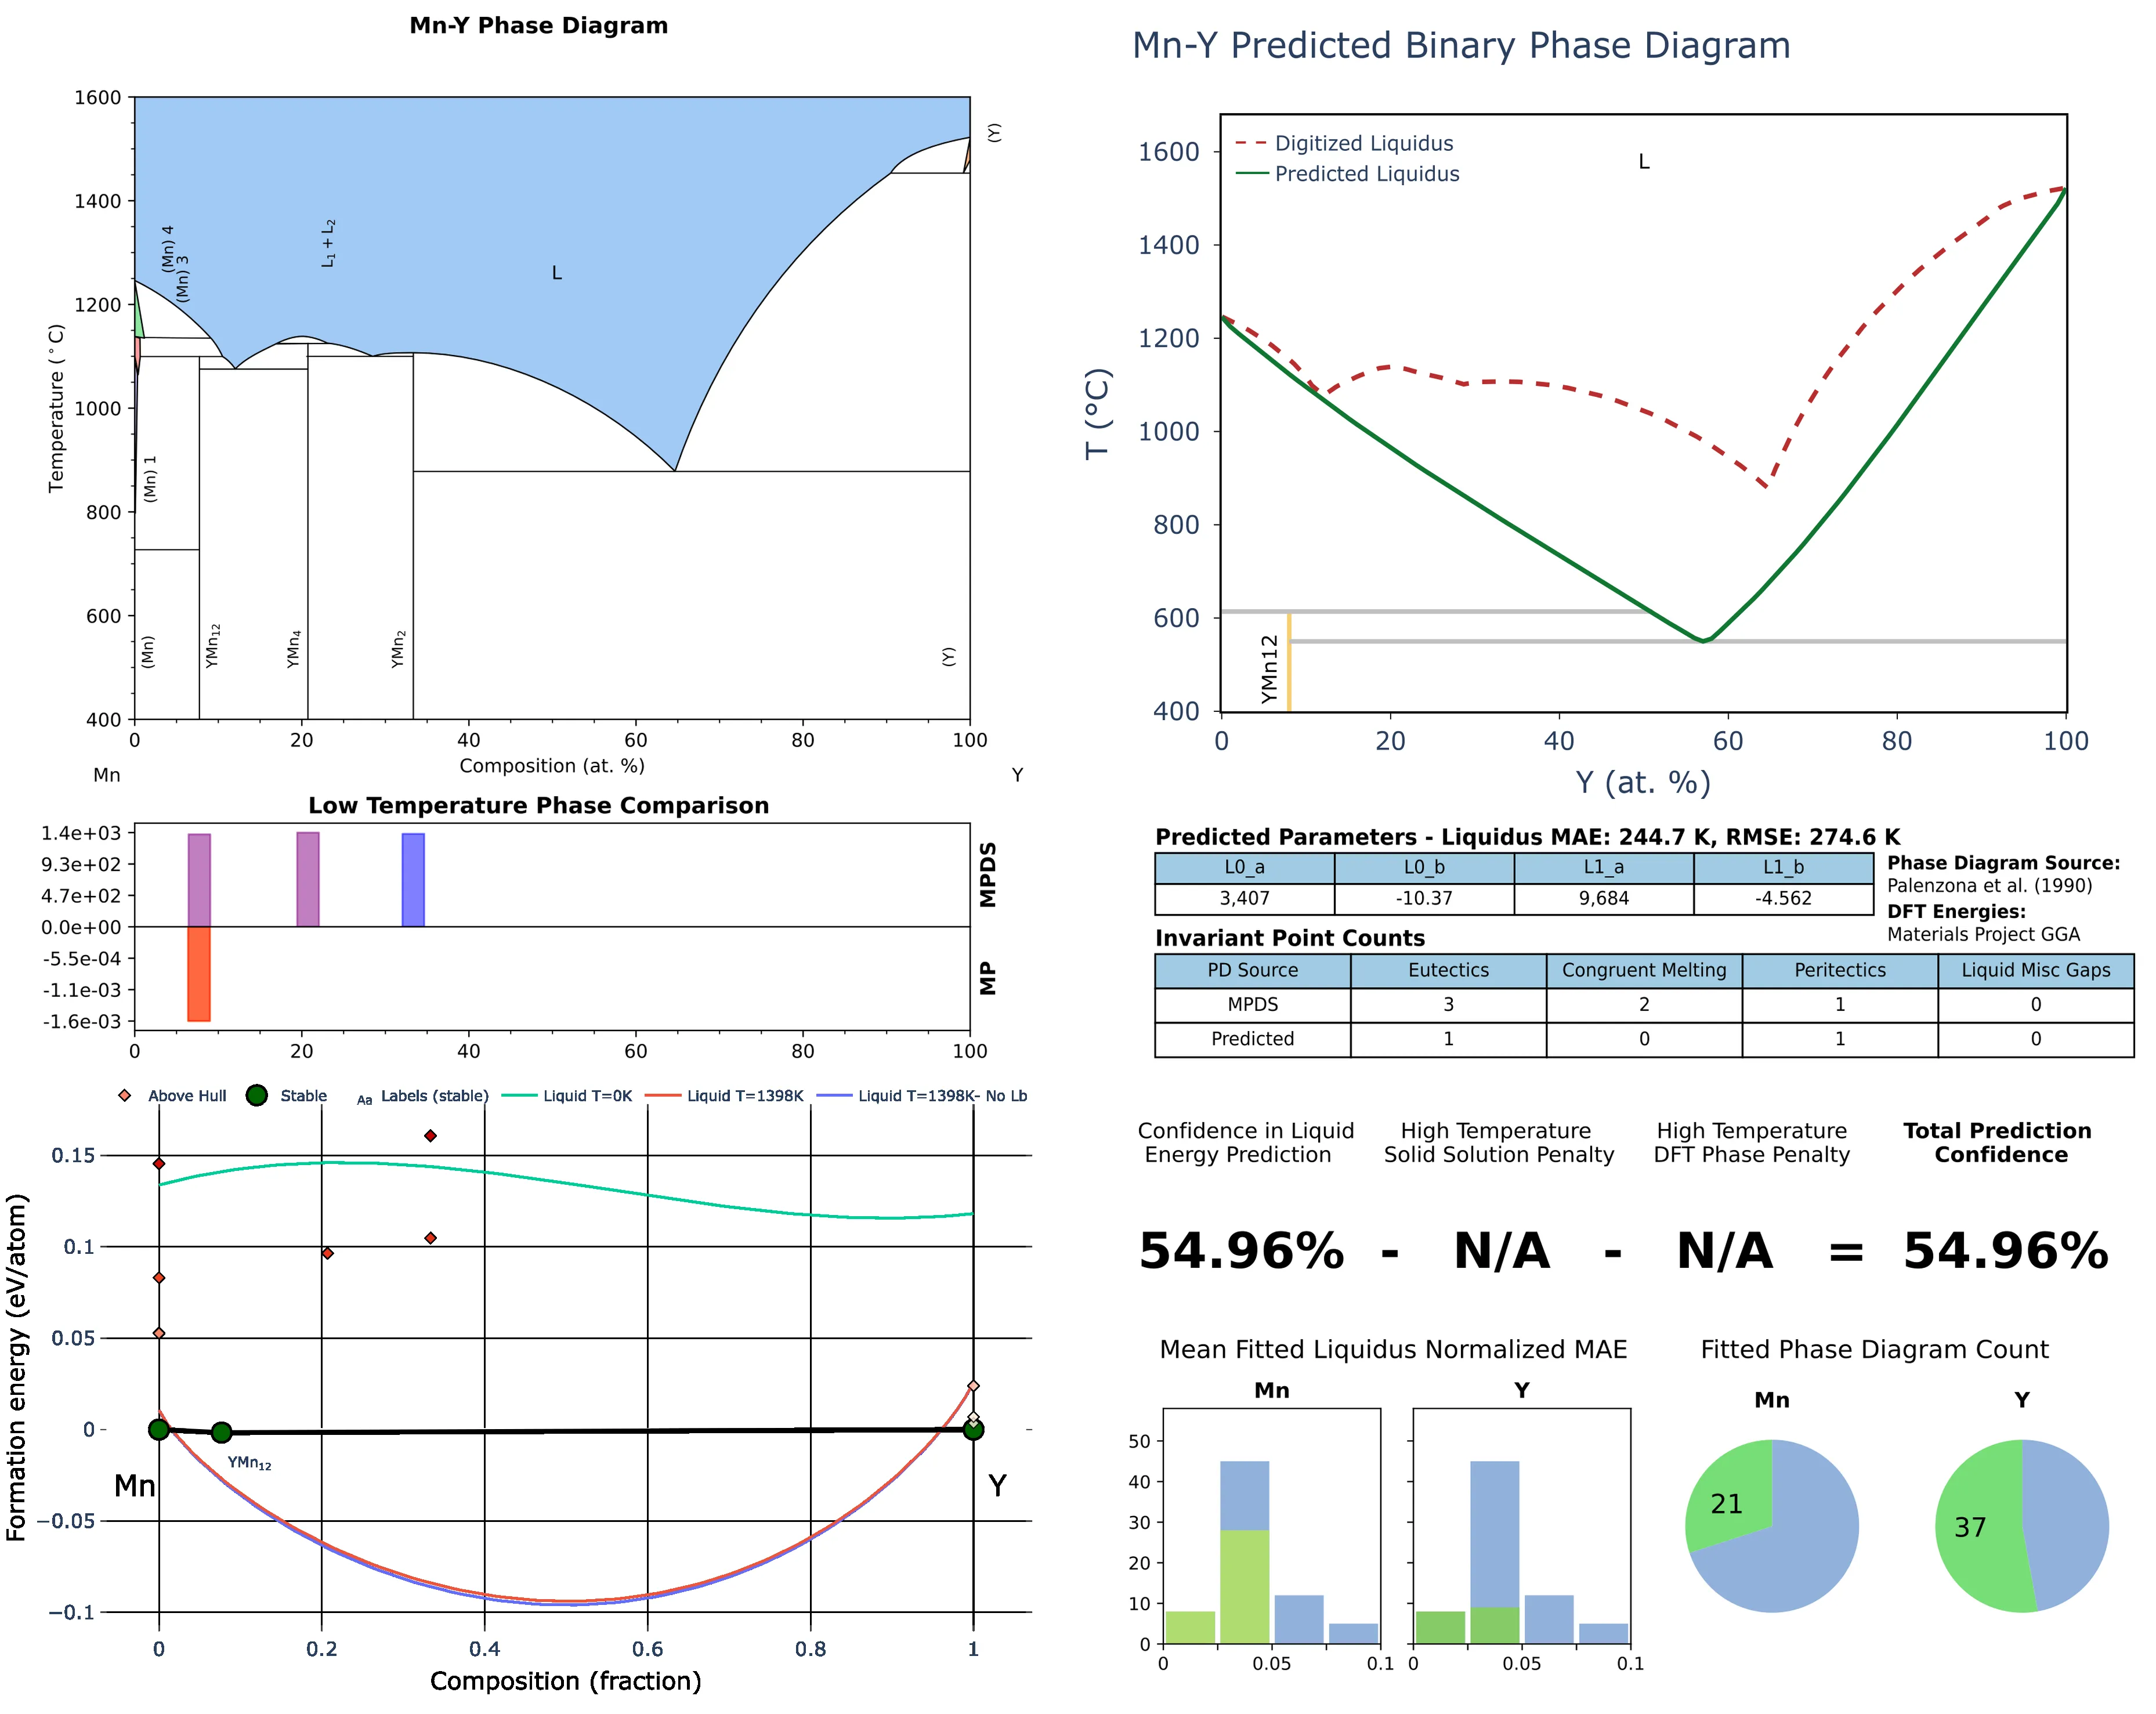 Mn-Y Phase Diagram
1600
1400
1200
1000
800
600
400
Temperature (°C)
(Mn) 4
(Mn) 3
L₁ + L₂
L
(Y)
(Mn) 1
(Mn)
YMn₁₂
YMn₄
YMn₂
(Y)
0 20 40 60 80 100
Mn Composition (at. %) Y
Low Temperature Phase Comparison
1.4e+03
9.3e+02
4.7e+02
0.0e+00
-5.5e-04
-1.1e-03
-1.6e-03
MPDS
MP
0 20 40 60 80 100
Above Hull Stable Aa Labels (stable) Liquid T=0K Liquid T=1398K Liquid T=1398K- No Lb
0.15
0.1
0.05
0
−0.05
−0.1
Formation energy (eV/atom)
YMn₁₂
Mn Y
0 0.2 0.4 0.6 0.8 1
Composition (fraction)
Mn-Y Predicted Binary Phase Diagram
Digitized Liquidus
Predicted Liquidus
L
1600
1400
1200
1000
800
600
400
T (°C)
YMn12
0 20 40 60 80 100
Y (at. %)
Predicted Parameters - Liquidus MAE: 244.7 K, RMSE: 274.6 K
L0_a L0_b L1_a L1_b
3,407 -10.37 9,684 -4.562
Phase Diagram Source:
Palenzona et al. (1990)
DFT Energies:
Materials Project GGA
Invariant Point Counts
PD Source Eutectics Congruent Melting Peritectics Liquid Misc Gaps
MPDS 3 2 1 0
Predicted 1 0 1 0
Confidence in Liquid
Energy Prediction
High Temperature
Solid Solution Penalty
High Temperature
DFT Phase Penalty
Total Prediction
Confidence
54.96% - N/A - N/A = 54.96%
Mean Fitted Liquidus Normalized MAE
Mn Y
50
40
30
20
10
0
0 0.05 0.1 0 0.05 0.1
Fitted Phase Diagram Count
Mn Y
21 37